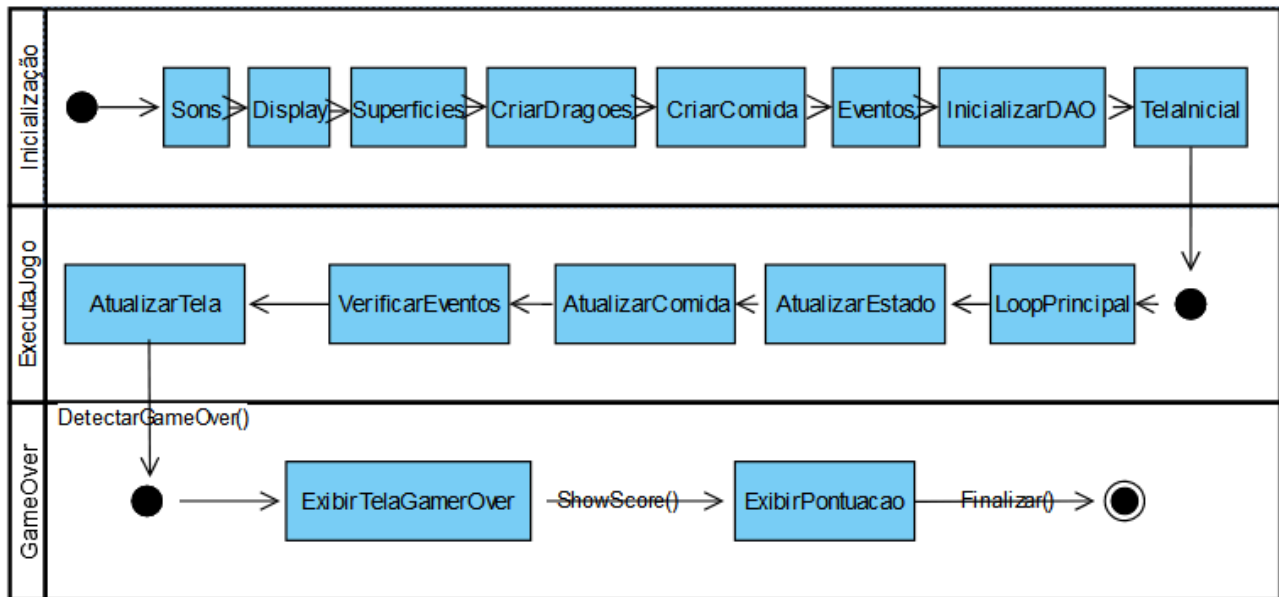 Inicialização
Sons
Display
Superficies
CriarDragoes
CriarComida
Eventos
InicializarDAO
TelaInicial
ExecutaJogo
AtualizarTela
VerificarEventos
AtualizarComida
AtualizarEstado
LoopPrincipal
GameOver
DetectarGameOver()
ExibirTelaGamerOver
ShowScore()
ExibirPontuacao
Finalizar()